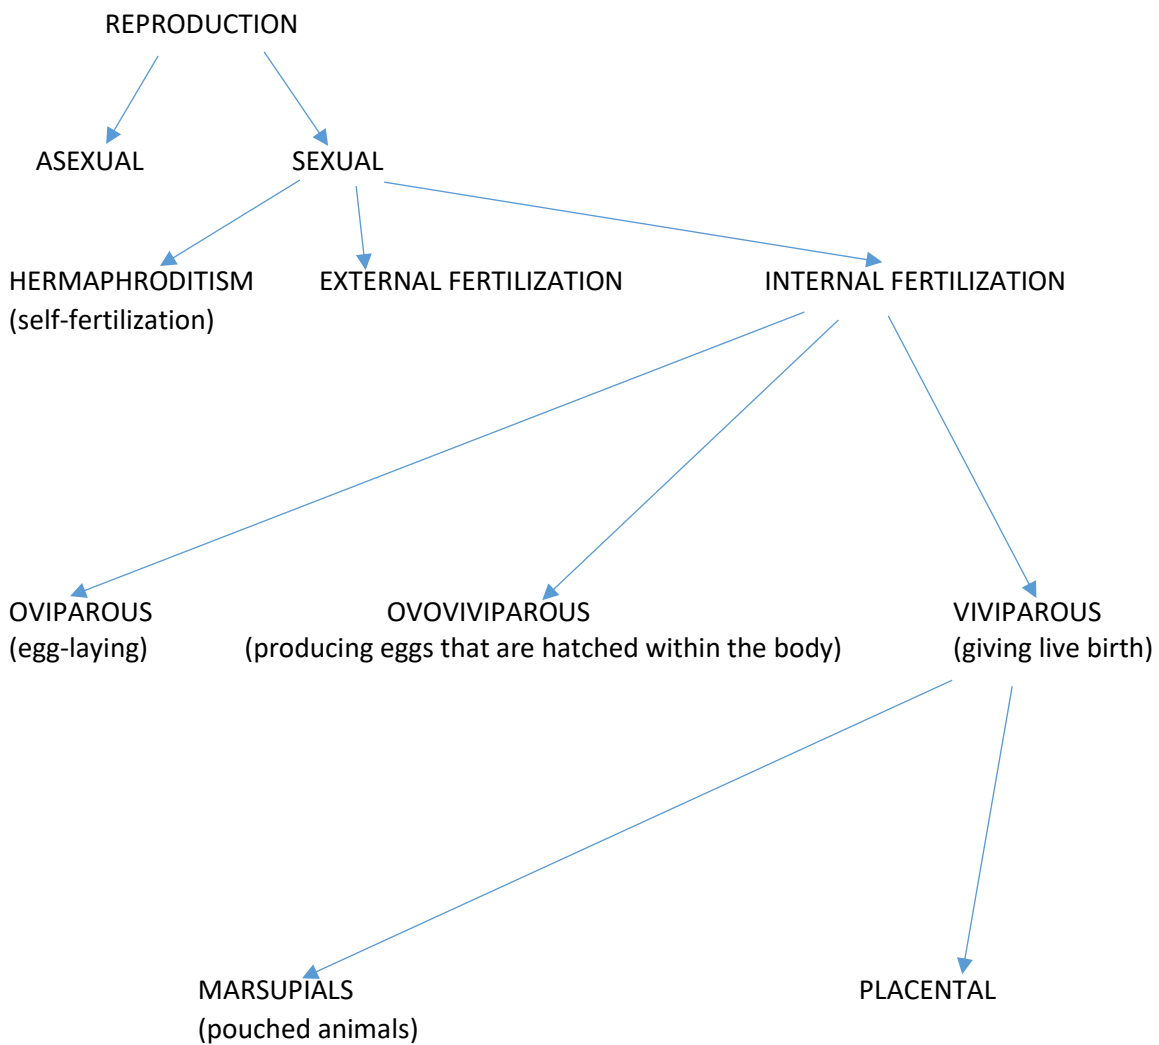 REPRODUCTION
ASEXUAL
SEXUAL
HERMAPHRODITISM
(self-fertilization)
EXTERNAL FERTILIZATION
INTERNAL FERTILIZATION
OVIPAROUS
(egg-laying)
OVOVIVIPAROUS
(producing eggs that are hatched within the body)
VIVIPAROUS
(giving live birth)
MARSUPIALS
(pouched animals)
PLACENTAL